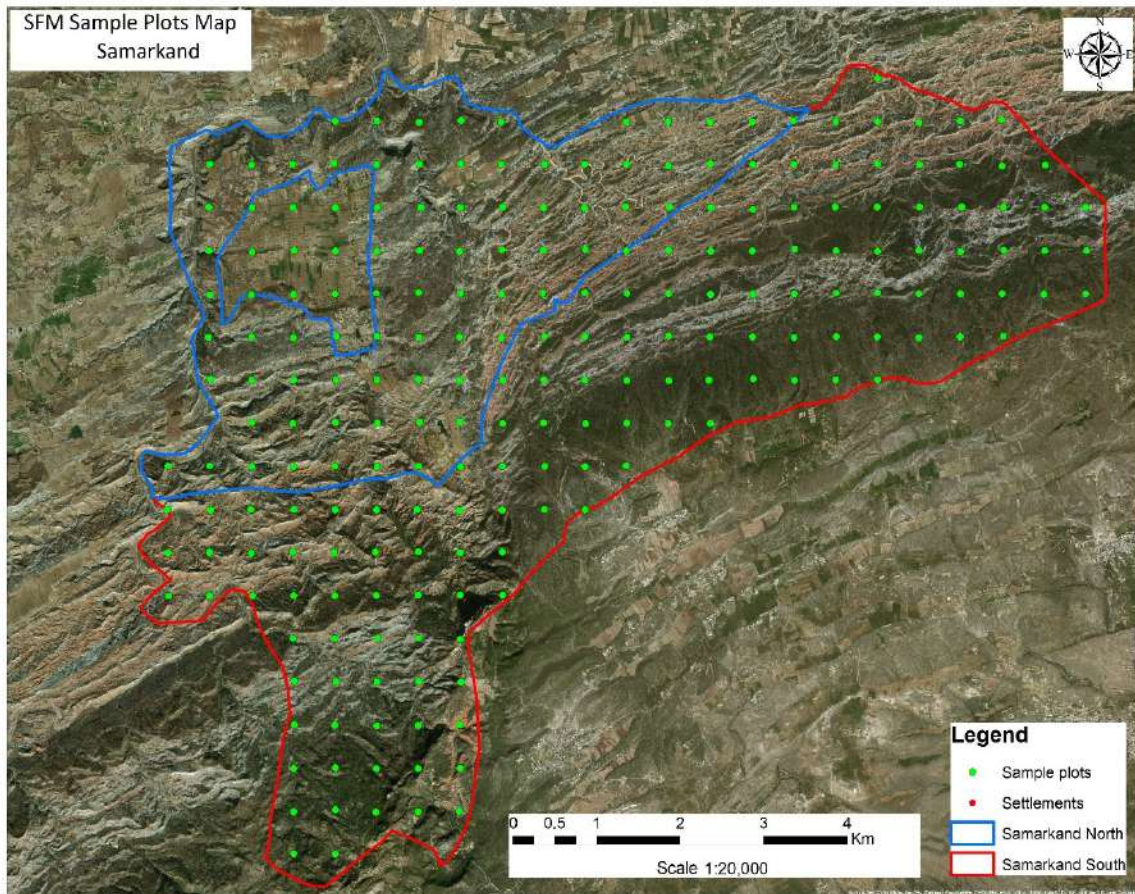 SFM Sample Plots Map
Samarkand
N
W
E
S
Legend
Sample plots
Settlements
Samarkand North
Samarkand South
0 0.5 1 2 3 4
Km
Scale 1:20,000